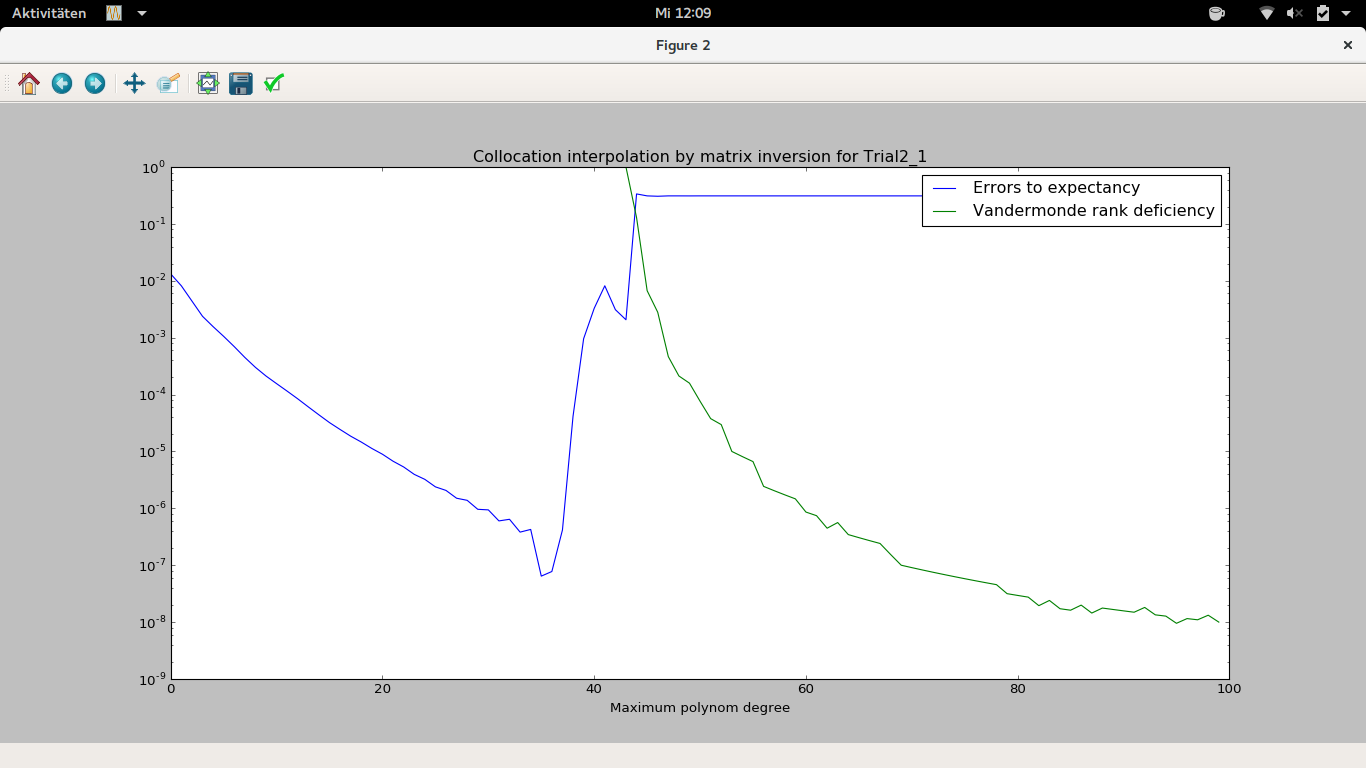 Aktivitäten
Mi 12:09
Figure 2
Collocation interpolation by matrix inversion for Trial2_1
10^0
10^-1
10^-2
10^-3
10^-4
10^-5
10^-6
10^-7
10^-8
10^-9
Errors to expectancy
Vandermonde rank deficiency
0 20 40 60 80 100
Maximum polynom degree